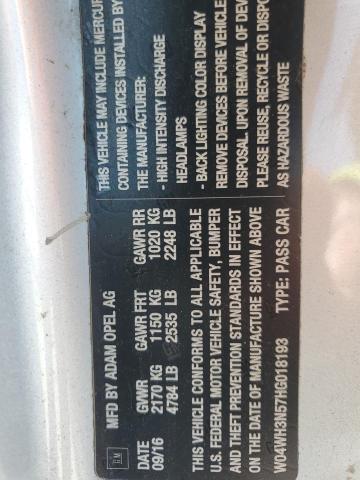 MFD BY ADAM OPEL AG
DATE GVWR GAWR FRT GAWR RR
09/16 2170 KG 1150 KG 1020 KG
4784 LB 2535 LB 2248 LB
THIS VEHICLE CONFORMS TO ALL APPLICABLE
U.S. FEDERAL MOTOR VEHICLE SAFETY, BUMPER
AND THEFT PREVENTION STANDARDS IN EFFECT
ON THE DATE OF MANUFACTURE SHOWN ABOVE
W04WH3N57HG018193 TYPE: PASS CAR
GM
THIS VEHICLE MAY INCLUDE MERCUR
CONTAINING DEVICES INSTALLED BY
THE MANUFACTURER:
- HIGH INTENSITY DISCHARGE
HEADLAMPS
- BACK LIGHTING COLOR DISPLAY
REMOVE DEVICES BEFORE VEHICLE
DISPOSAL. UPON REMOVAL OF DEV
PLEASE REUSE, RECYCLE OR DISPOS
AS HAZARDOUS WASTE